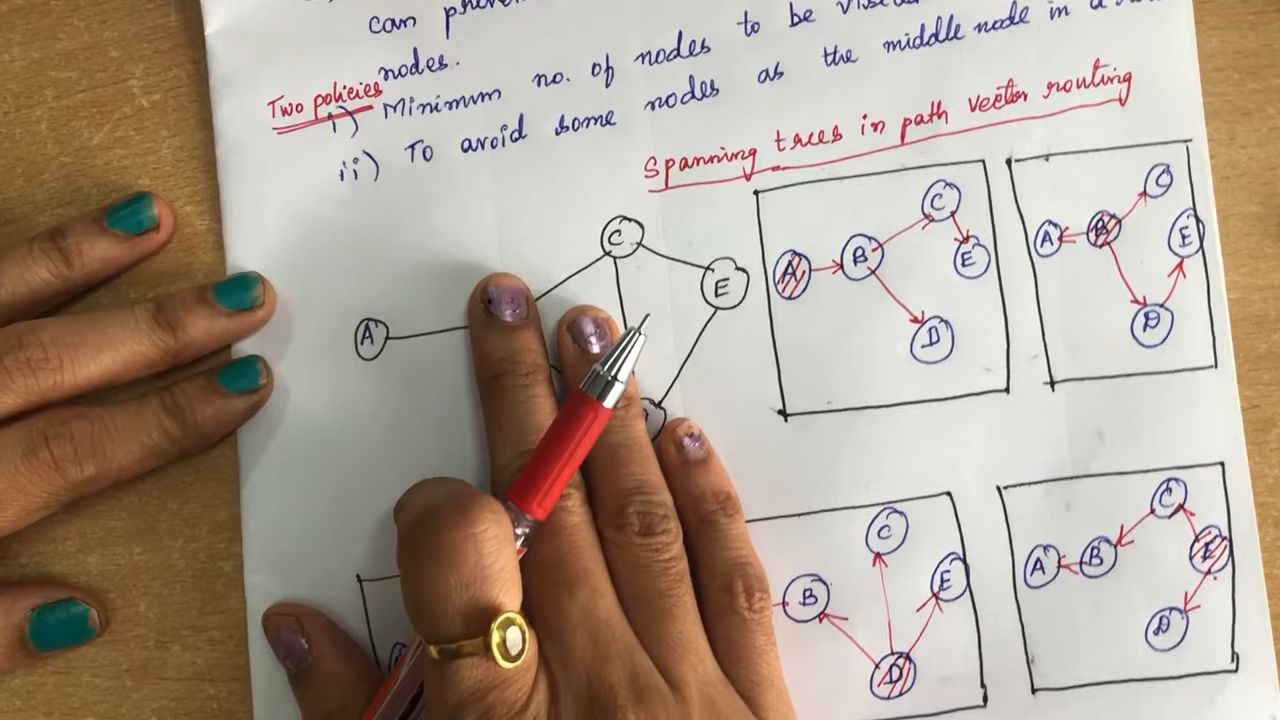 can
nodes.
Two policies
i) Minimum no. of nodes to be
ii) To avoid some nodes as the middle node in a
Spanning trees in path vector routing
A C E
A B C E D
A B C E D
B C E D
A B C E D